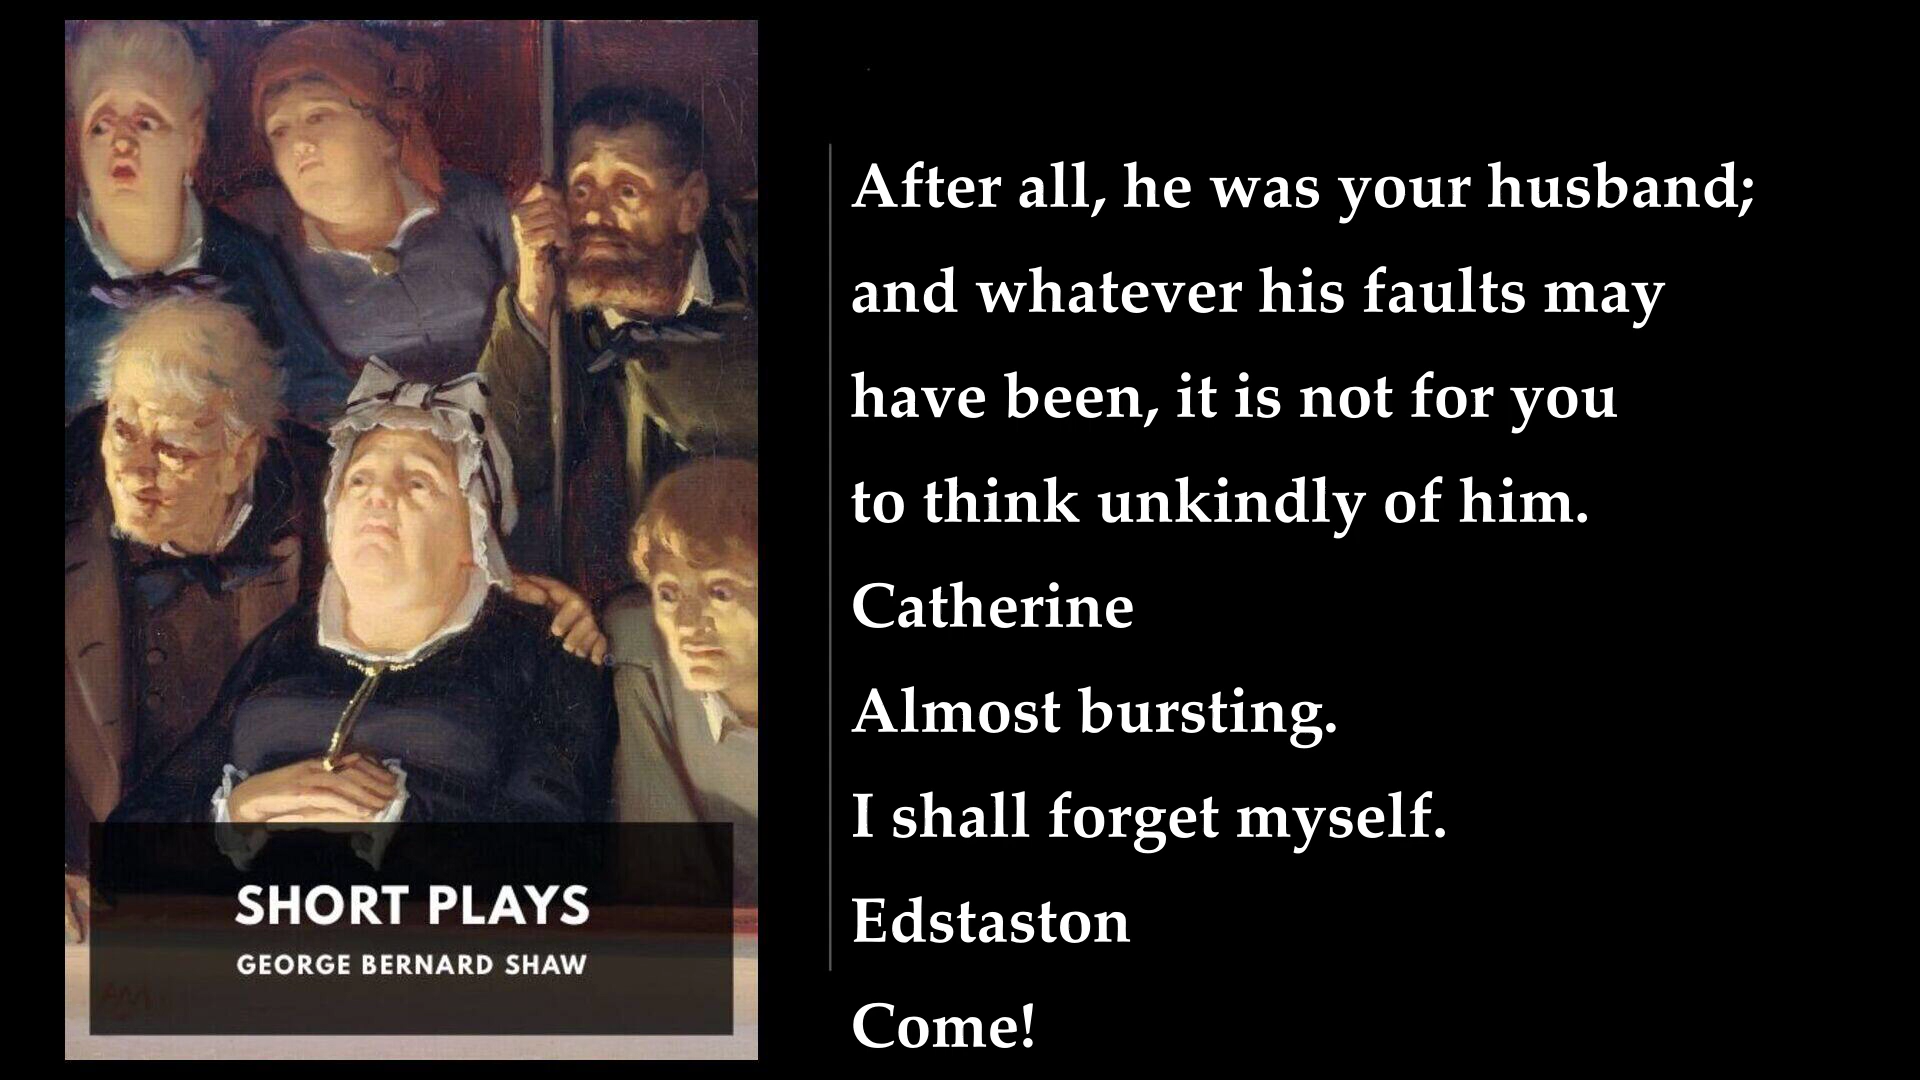 SHORT PLAYS
GEORGE BERNARD SHAW
After all, he was your husband;
and whatever his faults may
have been, it is not for you
to think unkindly of him.
Catherine
Almost bursting.
I shall forget myself.
Edstaston
Come!